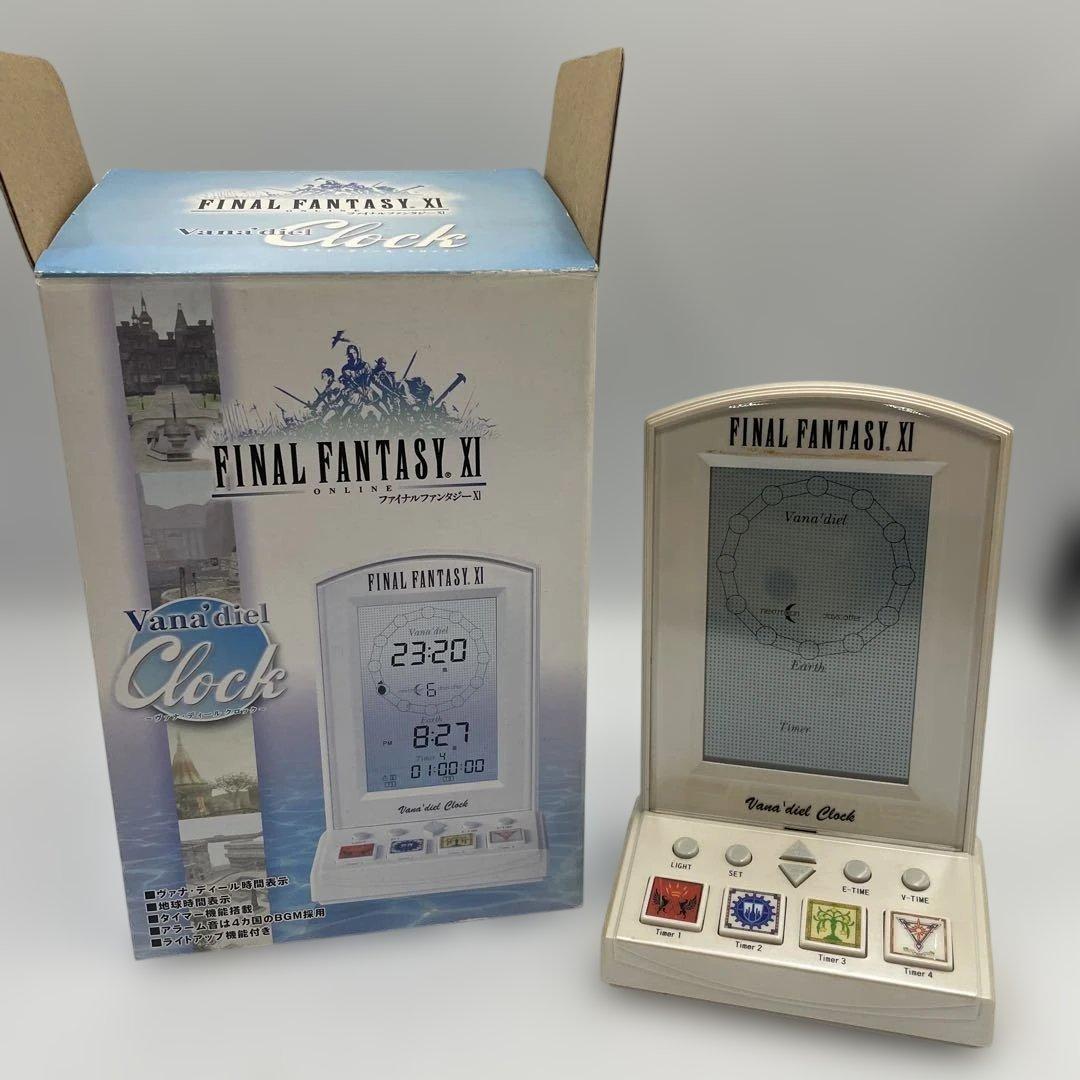 FINAL FANTASY XI
ONLINE
ファイナルファンタジーXI
Vana'diel Clock
FINAL FANTASY® XI
ONLINE
ファイナルファンタジーXI
Vana'diel
Clock
~ヴァナ・ディール クロック~
FINAL FANTASY. XI
Vana'diel
23:20
6
Earth
PM 8:27
Timer 4
01:00:00
Vana'diel Clock
■ヴァナ・ディール時間表示
■地球時間表示
■タイマー機能搭載
■アラーム音は4カ国のBGM採用
■ライトアップ機能付き
FINAL FANTASY® XI
Vana'diel
Earth
Timer
Vana'diel Clock
LIGHT
SET
E-TIME
V-TIME
Timer 1
Timer 2
Timer 3
Timer 4